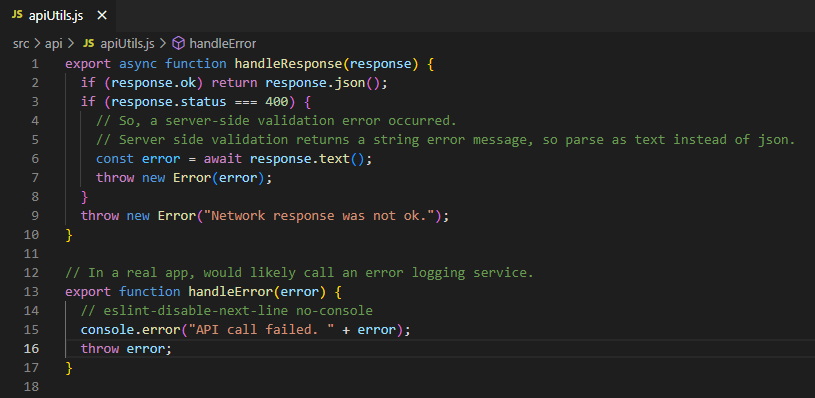 JS apiUtils.js ×
src > api > JS apiUtils.js > handleError
1 export async function handleResponse(response) {
2   if (response.ok) return response.json();
3   if (response.status === 400) {
4     // So, a server-side validation error occurred.
5     // Server side validation returns a string error message, so parse as text instead of json.
6     const error = await response.text();
7     throw new Error(error);
8   }
9   throw new Error("Network response was not ok.");
10 }
11
12 // In a real app, would likely call an error logging service.
13 export function handleError(error) {
14   // eslint-disable-next-line no-console
15   console.error("API call failed. " + error);
16   throw error;
17 }
18